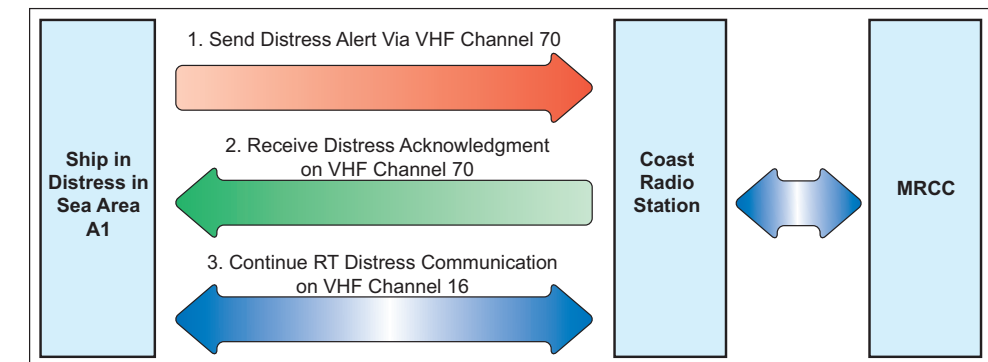 1. Send Distress Alert Via VHF Channel 70
2. Receive Distress Acknowledgment
on VHF Channel 70
3. Continue RT Distress Communication
on VHF Channel 16
Ship in
Distress in
Sea Area
A1
Coast
Radio
Station
MRCC